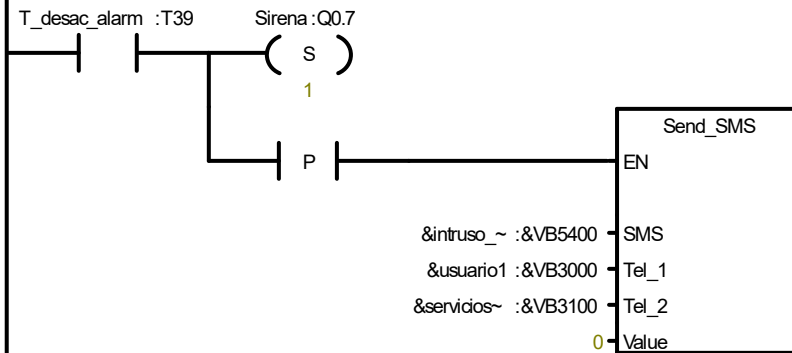 T_desac_alarm :T39 Sirena:Q0.7
S
1
Send_SMS
P EN
&intruso_~ :&VB5400 SMS
&usuario1 :&VB3000 Tel_1
&servicios~ :&VB3100 Tel_2
0 Value